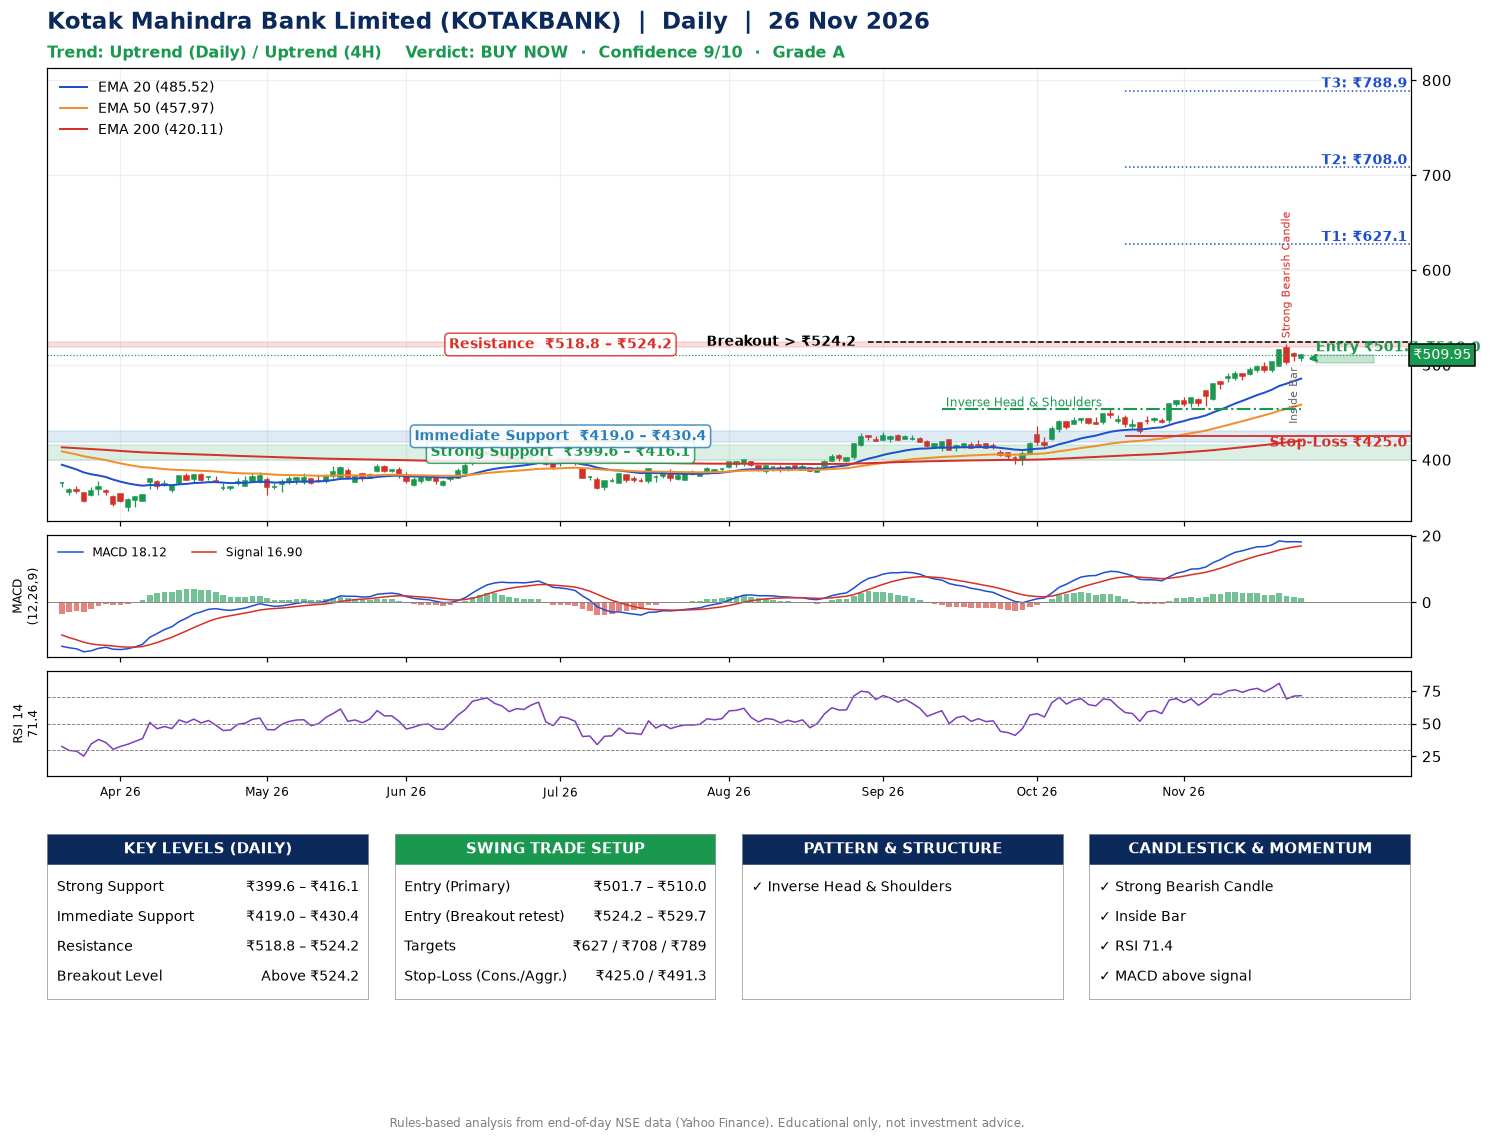 Kotak Mahindra Bank Limited (KOTAKBANK)  |  Daily  |  26 Nov 2026
Trend: Uptrend (Daily) / Uptrend (4H)    Verdict: BUY NOW  ·  Confidence 9/10  ·  Grade A
EMA 20 (485.52)
EMA 50 (457.97)
EMA 200 (420.11)
T3: ₹788.9
T2: ₹708.0
T1: ₹627.1
Strong Bearish Candle
Resistance  ₹518.8 – ₹524.2
Breakout > ₹524.2
Entry ₹501.
₹509.95
Inside Bar
Inverse Head & Shoulders
Immediate Support  ₹419.0 – ₹430.4
Strong Support  ₹399.6 – ₹416.1
Stop-Loss ₹425.0
800
700
600
500
400
MACD 18.12
Signal 16.90
MACD
(12,26,9)
20
0
RSI 14
71.4
75
50
25
Apr 26
May 26
Jun 26
Jul 26
Aug 26
Sep 26
Oct 26
Nov 26
KEY LEVELS (DAILY)
Strong Support ₹399.6 – ₹416.1
Immediate Support ₹419.0 – ₹430.4
Resistance ₹518.8 – ₹524.2
Breakout Level Above ₹524.2
SWING TRADE SETUP
Entry (Primary) ₹501.7 – ₹510.0
Entry (Breakout retest) ₹524.2 – ₹529.7
Targets ₹627 / ₹708 / ₹789
Stop-Loss (Cons./Aggr.) ₹425.0 / ₹491.3
PATTERN & STRUCTURE
✓ Inverse Head & Shoulders
CANDLESTICK & MOMENTUM
✓ Strong Bearish Candle
✓ Inside Bar
✓ RSI 71.4
✓ MACD above signal
Rules-based analysis from end-of-day NSE data (Yahoo Finance). Educational only, not investment advice.